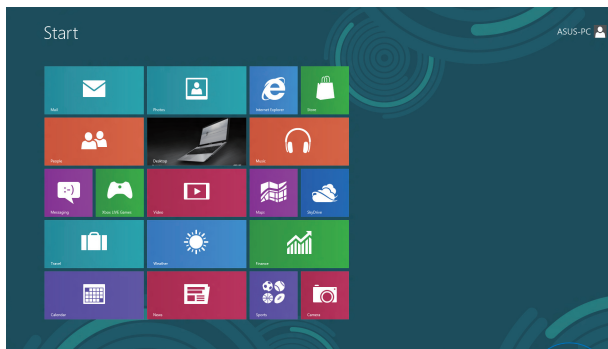 Start
ASUS-PC
Mail
Photos
Internet Explorer
Store
People
Desktop
Music
Messaging
Xbox LIVE Games
Video
Maps
SkyDrive
Travel
Weather
Finance
Calendar
News
Sports
Camera